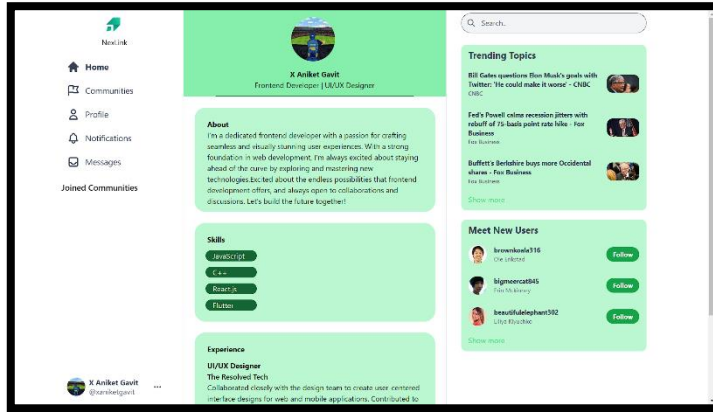 NexLink
Home
Communities
Profile
Notifications
Messages
Joined Communities
X Aniket Gavit
@xaniketgavit
...
X Aniket Gavit
Frontend Developer | UI/UX Designer
About
I'm a dedicated frontend developer with a passion for crafting
seamless and visually stunning user experiences. With a strong
foundation in web development, I'm always excited about staying
ahead of the curve by exploring and mastering new
technologies.Excited about the endless possibilities that frontend
development offers, and always open to collaborations and
discussions. Let's build the future together!
Skills
JavaScript
C++
React.js
Flutter
Experience
UI/UX Designer
The Resolved Tech
Collaborated closely with the design team to create user-centered
interface designs for web and mobile applications. Contributed to
Search..
Trending Topics
Bill Gates questions Elon Musk's goals with
Twitter: 'He could make it worse' - CNBC
CNBC
Fed's Powell calms recession jitters with
rebuff of 75-basis point rate hike - Fox
Business
Fox Business
Buffett's Berkshire buys more Occidental
shares - Fox Business
Fox Business
Show more
Meet New Users
brownkoala316
Follow
bigmeercat845
Follow
beautifulelephant302
Follow
Show more